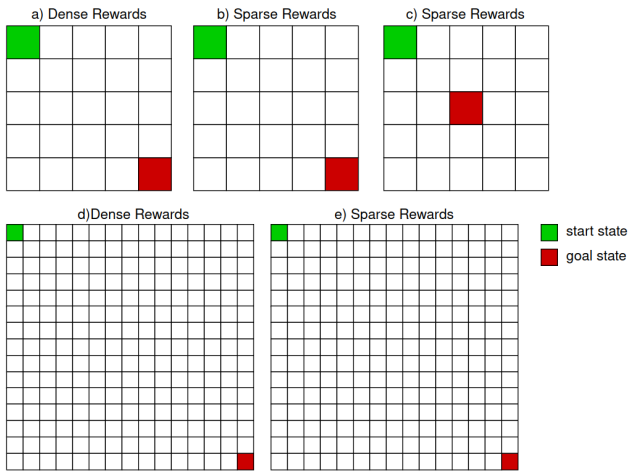 a) Dense Rewards
b) Sparse Rewards
c) Sparse Rewards
d)Dense Rewards
e) Sparse Rewards
start state
goal state